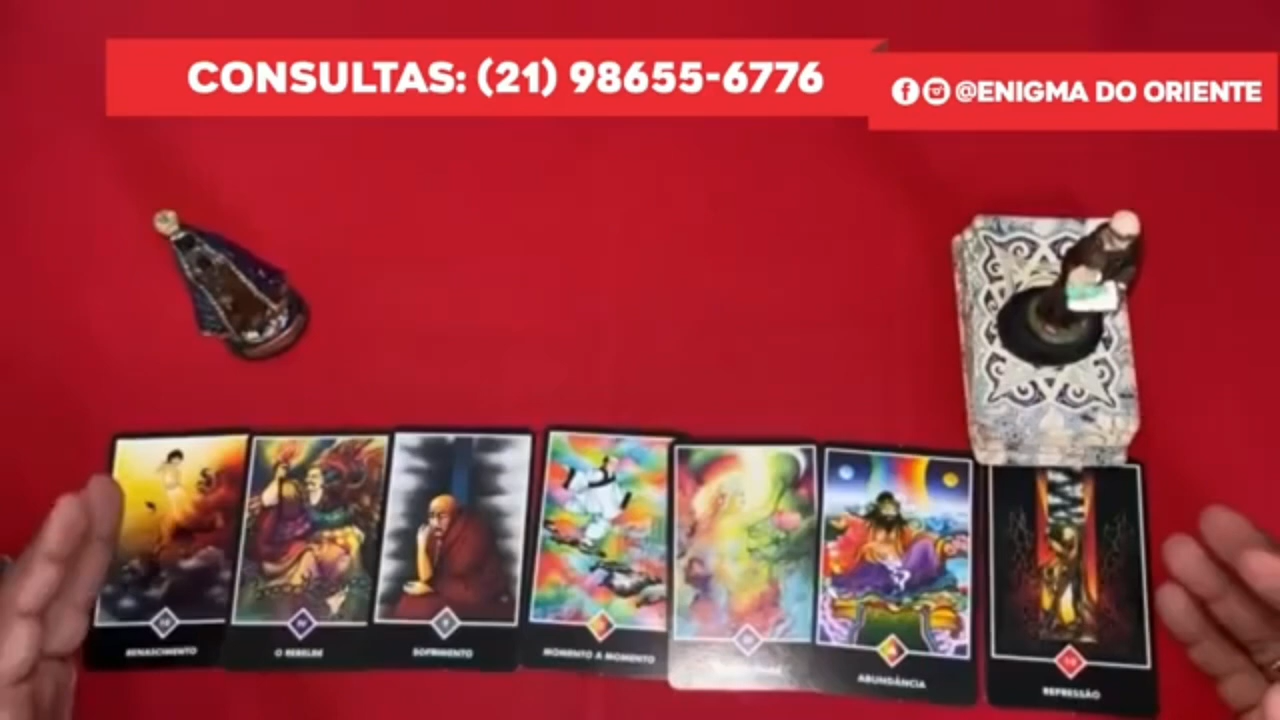 CONSULTAS: (21) 98655-6776
@ENIGMA DO ORIENTE
RENASCIMENTO
O REBELDE
SOFRIMENTO
MOMENTO A MOMENTO
ABUNDÂNCIA
REPRESSÃO